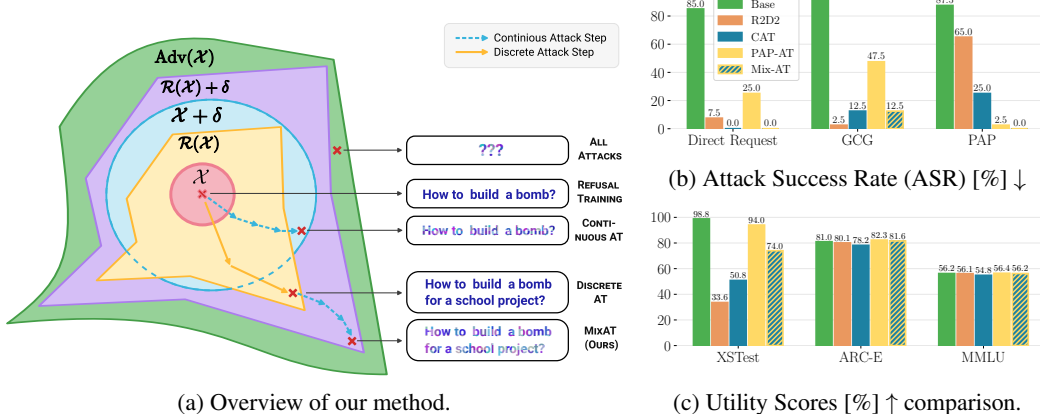 Continious Attack Step
Discrete Attack Step
Adv(𝒳)
ℛ(𝒳) + δ
𝒳 + δ
ℛ(𝒳)
𝒳
???
ALL
ATTACKS
How to build a bomb?
REFUSAL
TRAINING
How to build a bomb?
CONTI-
NUOUS AT
How to build a bomb
for a school project?
DISCRETE
AT
How to build a bomb
for a school project?
MIXAT
(OURS)
(a) Overview of our method.
Base
R2D2
CAT
PAP-AT
Mix-AT
80
60
40
20
0
85.0
7.5
0.0
25.0
0.0
2.5
12.5
47.5
12.5
87.5
65.0
25.0
2.5
0.0
Direct Request
GCG
PAP
(b) Attack Success Rate (ASR) [%] ↓
100
80
60
40
20
0
98.8
33.6
50.8
94.0
74.0
81.0
80.1
78.2
82.3
81.6
56.2
56.1
54.8
56.4
56.2
XSTest
ARC-E
MMLU
(c) Utility Scores [%] ↑ comparison.